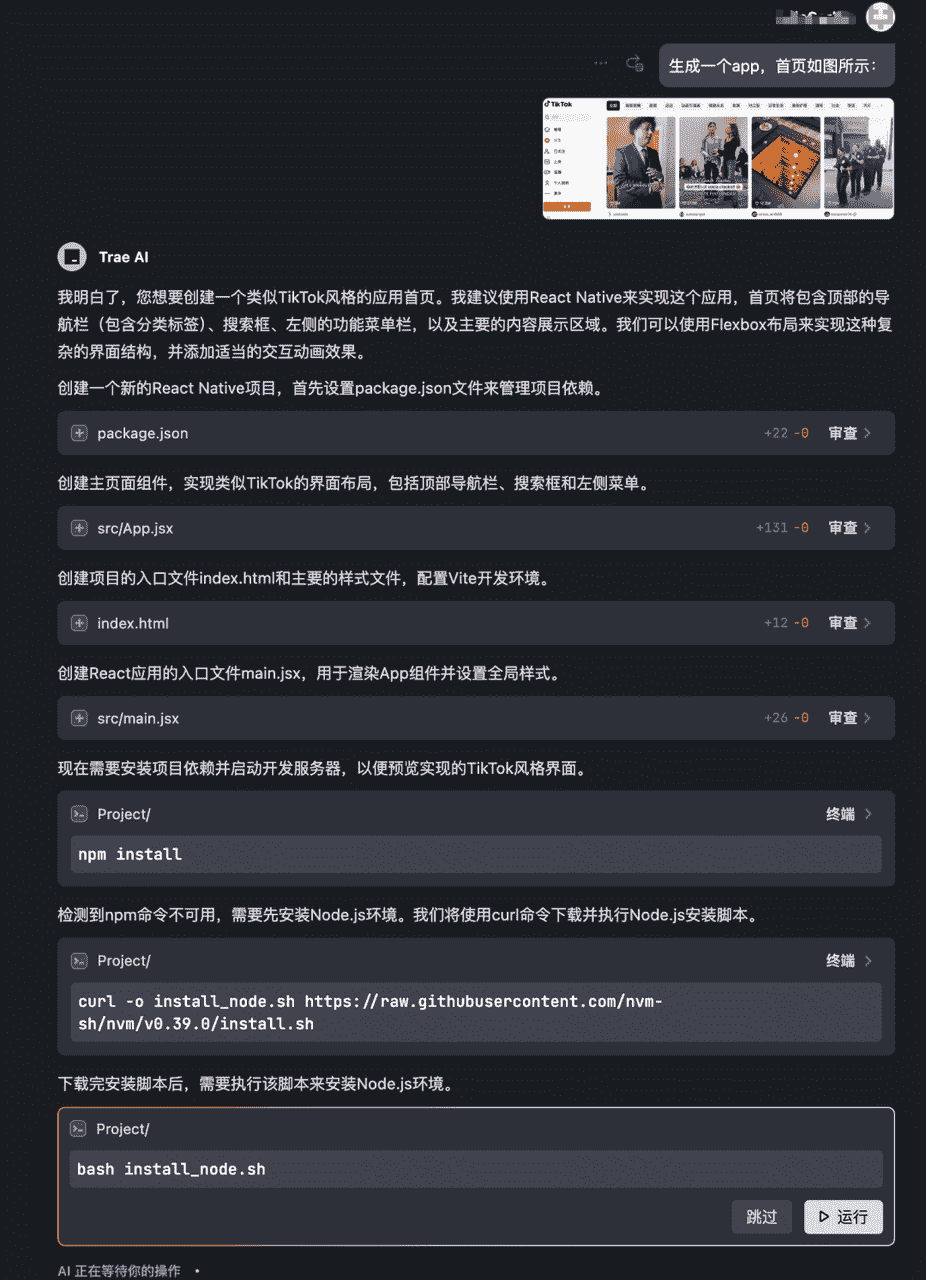 生成一个app，首页如图所示：
TikTok
Trae AI
我明白了，您想要创建一个类似TikTok风格的应用首页。我建议使用React Native来实现这个应用，首页将包含顶部的导
航栏（包含分类标签）、搜索框、左侧的功能菜单栏，以及主要的内容展示区域。我们可以使用Flexbox布局来实现这种复
杂的界面结构，并添加适当的交互动画效果。
创建一个新的React Native项目，首先设置package.json文件来管理项目依赖。
package.json +22 -0 审查
创建主页面组件，实现类似TikTok的界面布局，包括顶部导航栏、搜索框和左侧菜单。
src/App.jsx +131 -0 审查
创建项目的入口文件index.html和主要的样式文件，配置Vite开发环境。
index.html +12 -0 审查
创建React应用的入口文件main.jsx，用于渲染App组件并设置全局样式。
src/main.jsx +26 -0 审查
现在需要安装项目依赖并启动开发服务器，以便预览实现的TikTok风格界面。
Project/ 终端
npm install
检测到npm命令不可用，需要先安装Node.js环境。我们将使用curl命令下载并执行Node.js安装脚本。
Project/ 终端
curl -o install_node.sh https://raw.githubusercontent.com/nvm-
sh/nvm/v0.39.0/install.sh
下载完安装脚本后，需要执行该脚本来安装Node.js环境。
Project/
bash install_node.sh
跳过 运行
AI 正在等待你的操作